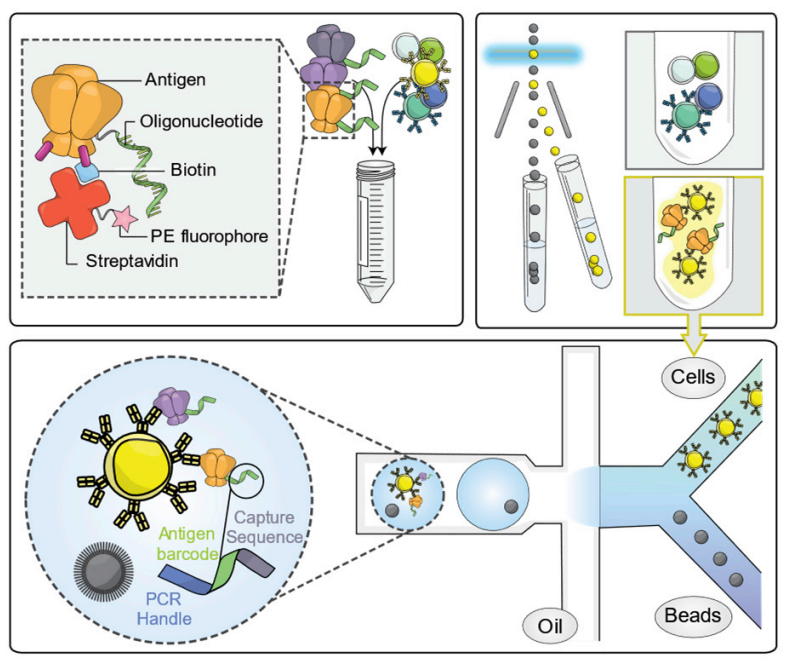 Antigen
Oligonucleotide
Biotin
PE fluorophore
Streptavidin
Cells
Capture
Sequence
Antigen
barcode
PCR
Handle
Oil
Beads